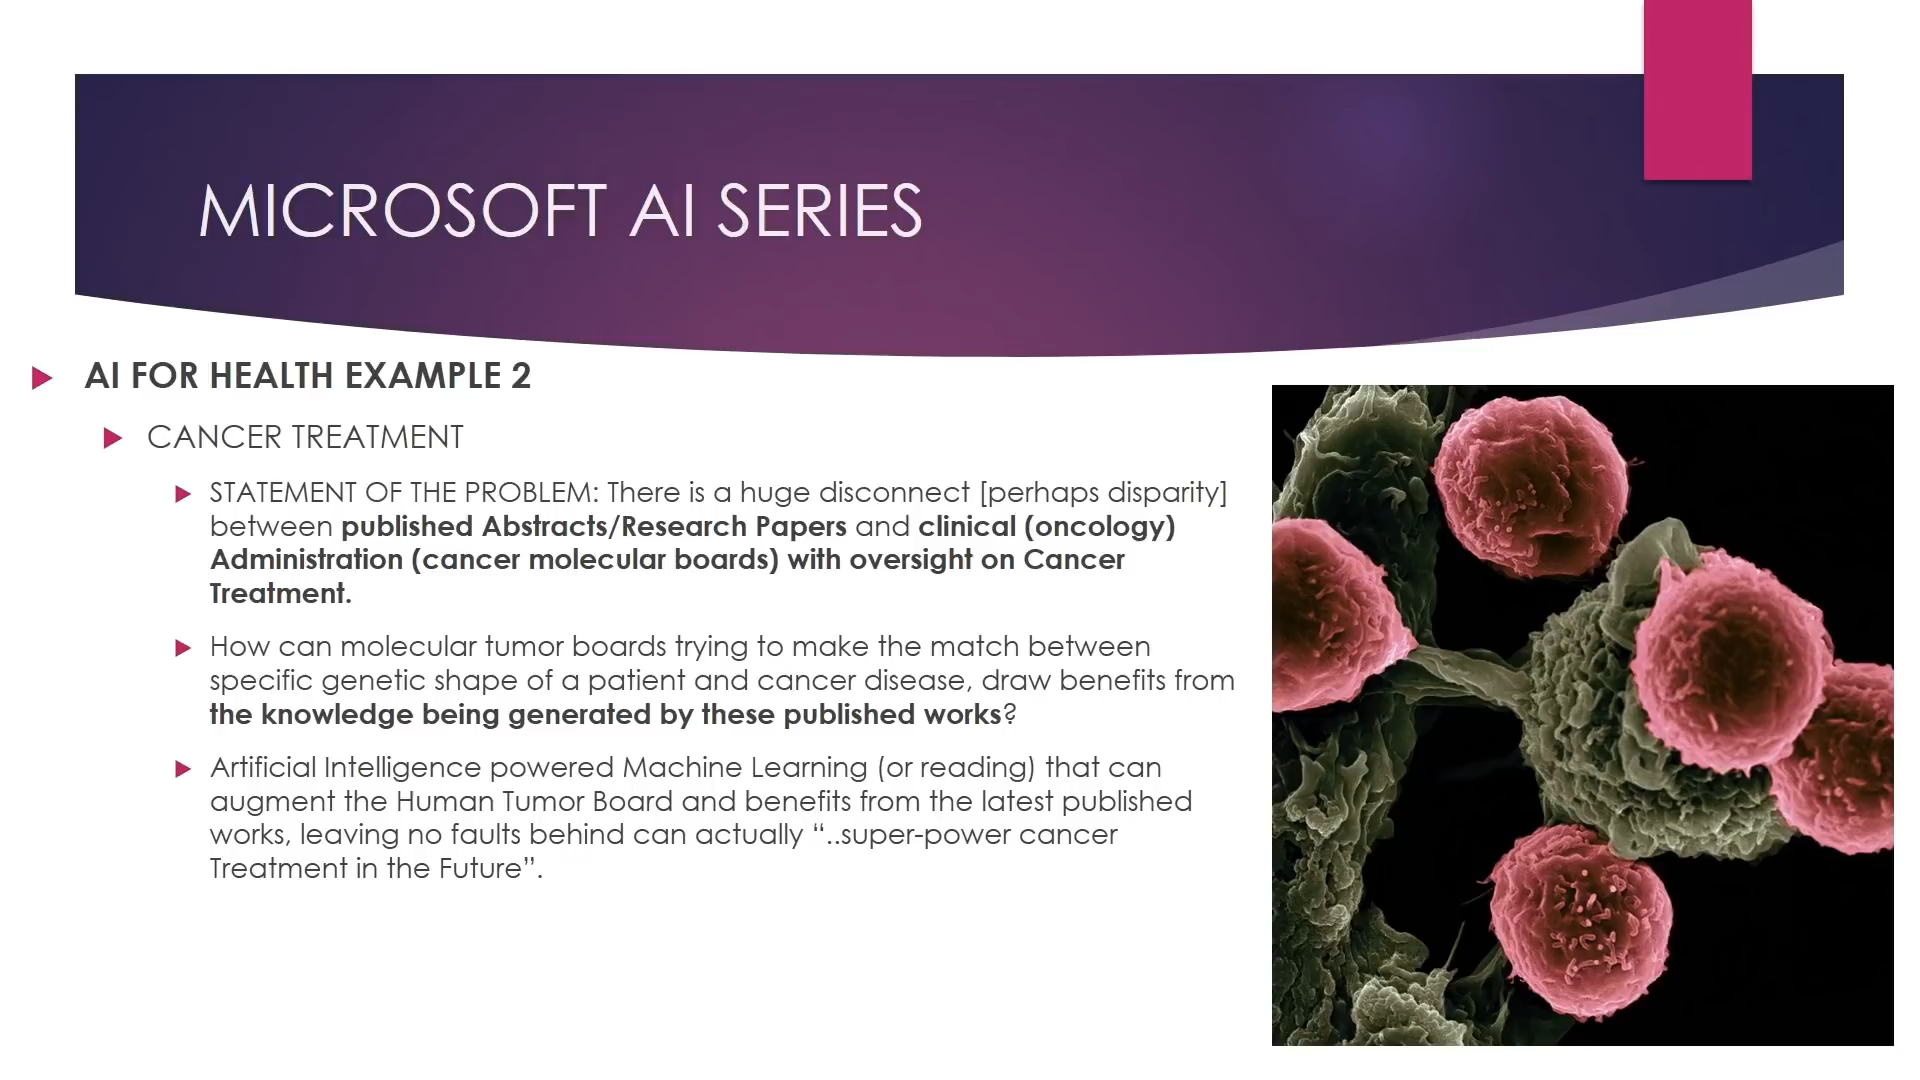 MICROSOFT AI SERIES
AI FOR HEALTH EXAMPLE 2
CANCER TREATMENT
STATEMENT OF THE PROBLEM: There is a huge disconnect [perhaps disparity]
between published Abstracts/Research Papers and clinical (oncology)
Administration (cancer molecular boards) with oversight on Cancer
Treatment.
How can molecular tumor boards trying to make the match between
specific genetic shape of a patient and cancer disease, draw benefits from
the knowledge being generated by these published works?
Artificial Intelligence powered Machine Learning (or reading) that can
augment the Human Tumor Board and benefits from the latest published
works, leaving no faults behind can actually “..super-power cancer
Treatment in the Future”.